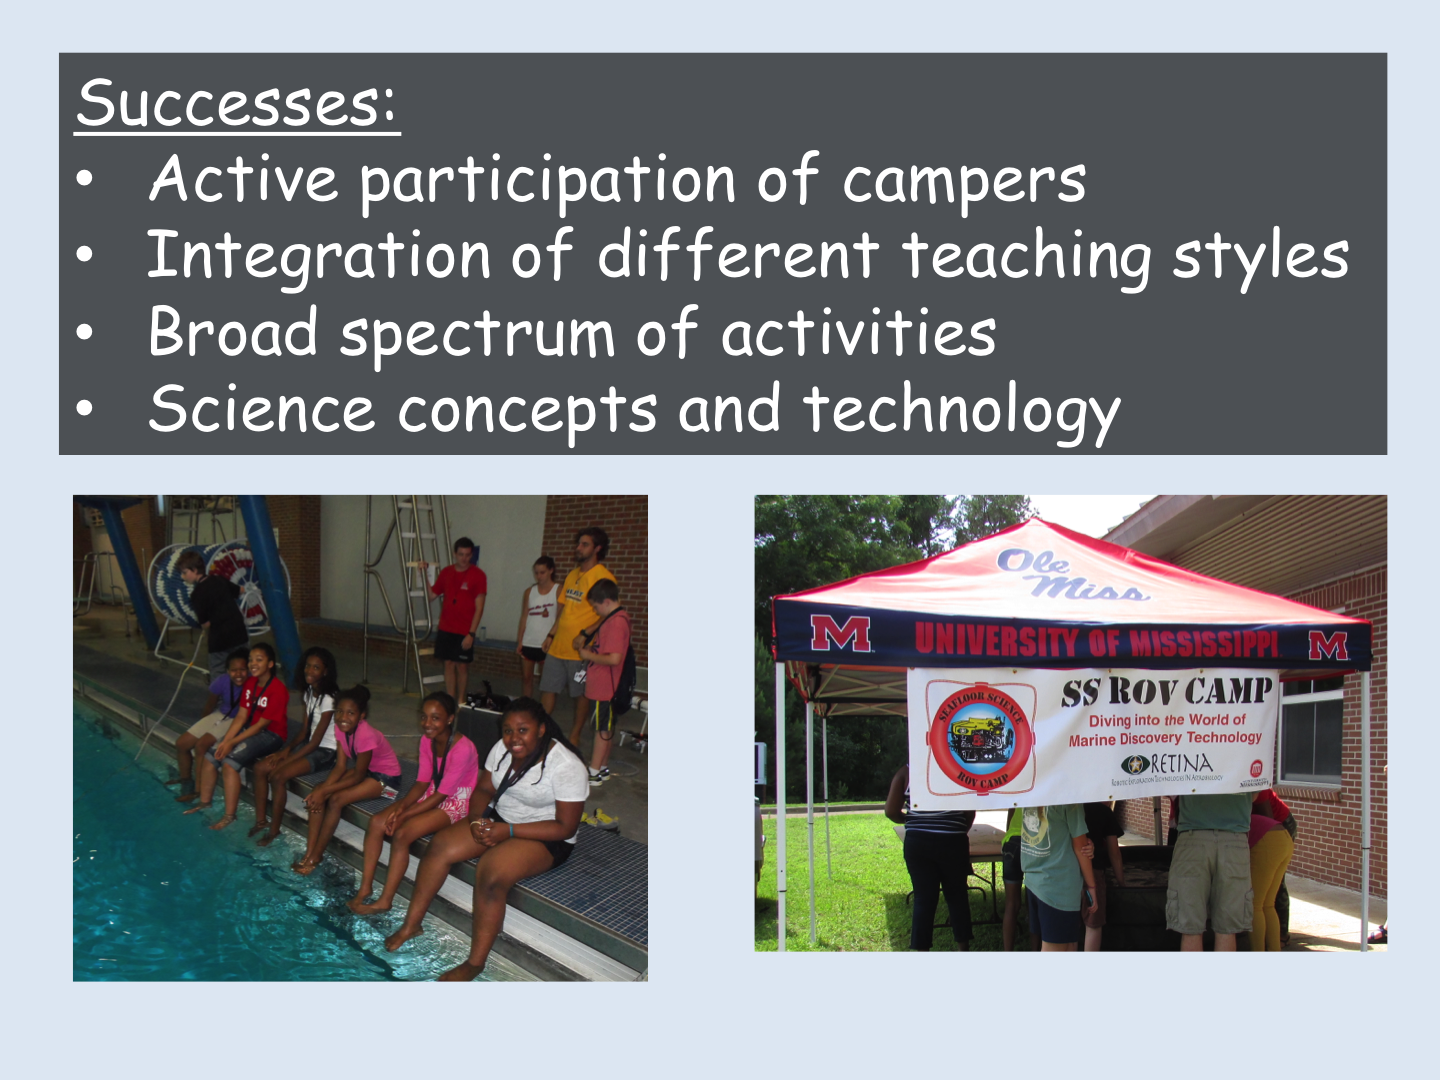 Successes:
• Active participation of campers
• Integration of different teaching styles
• Broad spectrum of activities
• Science concepts and technology
Ole
Miss
M UNIVERSITY OF MISSISSIPPI M
SS ROV CAMP
Diving into the World of
Marine Discovery Technology
SEAFLOOR SCIENCE
ROV CAMP
RETINA